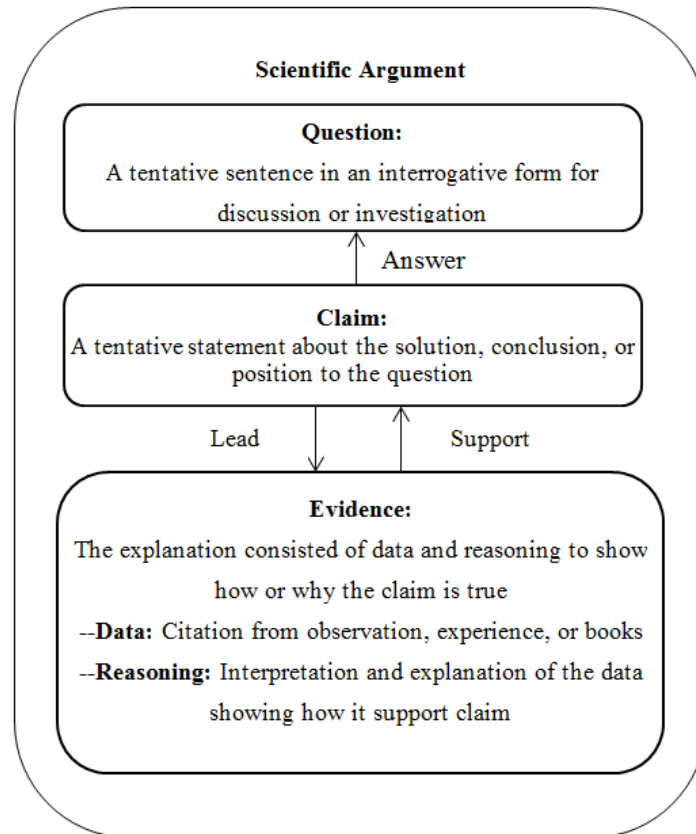 Scientific Argument
Question:
A tentative sentence in an interrogative form for
discussion or investigation
Answer
Claim:
A tentative statement about the solution, conclusion, or
position to the question
Lead
Support
Evidence:
The explanation consisted of data and reasoning to show
how or why the claim is true
--Data: Citation from observation, experience, or books
--Reasoning: Interpretation and explanation of the data
showing how it support claim